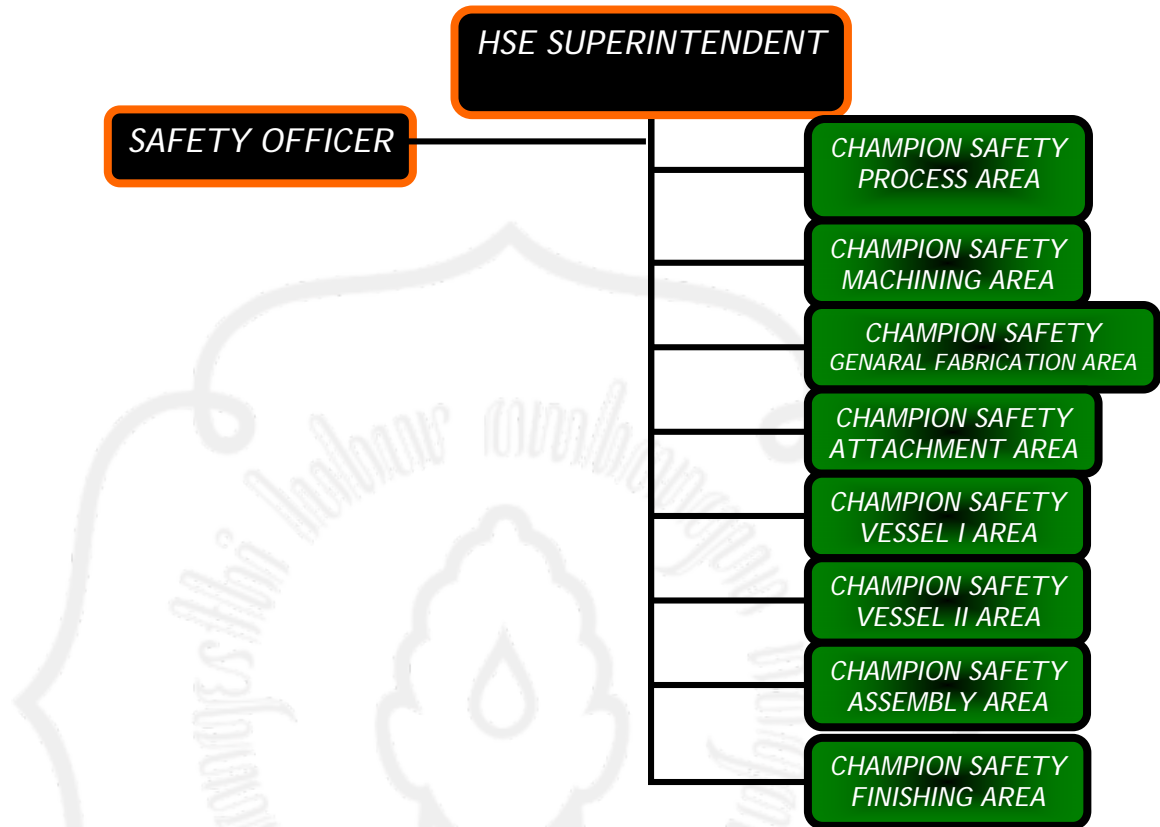 HSE SUPERINTENDENT
SAFETY OFFICER
CHAMPION SAFETY
PROCESS AREA
CHAMPION SAFETY
MACHINING AREA
CHAMPION SAFETY
GENARAL FABRICATION AREA
CHAMPION SAFETY
ATTACHMENT AREA
CHAMPION SAFETY
VESSEL I AREA
CHAMPION SAFETY
VESSEL II AREA
CHAMPION SAFETY
ASSEMBLY AREA
CHAMPION SAFETY
FINISHING AREA